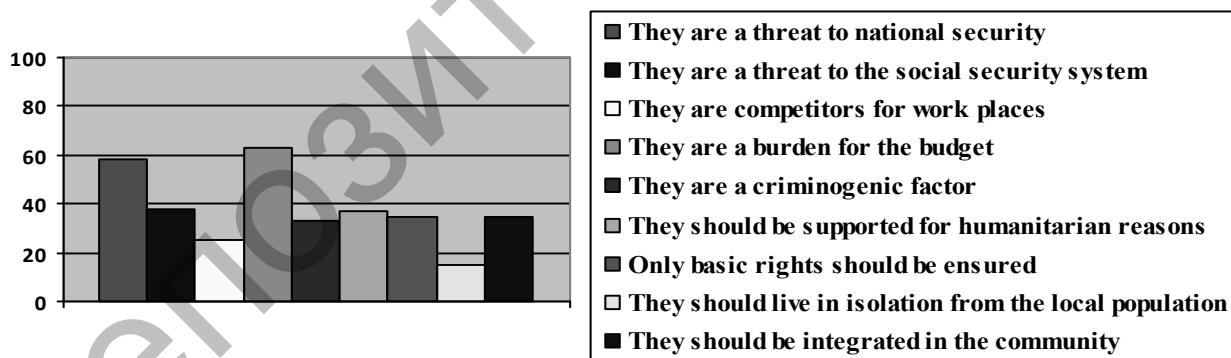 100
80
60
40
20
0
They are a threat to national security
They are a threat to the social security system
They are competitors for work places
They are a burden for the budget
They are a criminogenic factor
They should be supported for humanitarian reasons
Only basic rights should be ensured
They should live in isolation from the local population
They should be integrated in the community
епозит